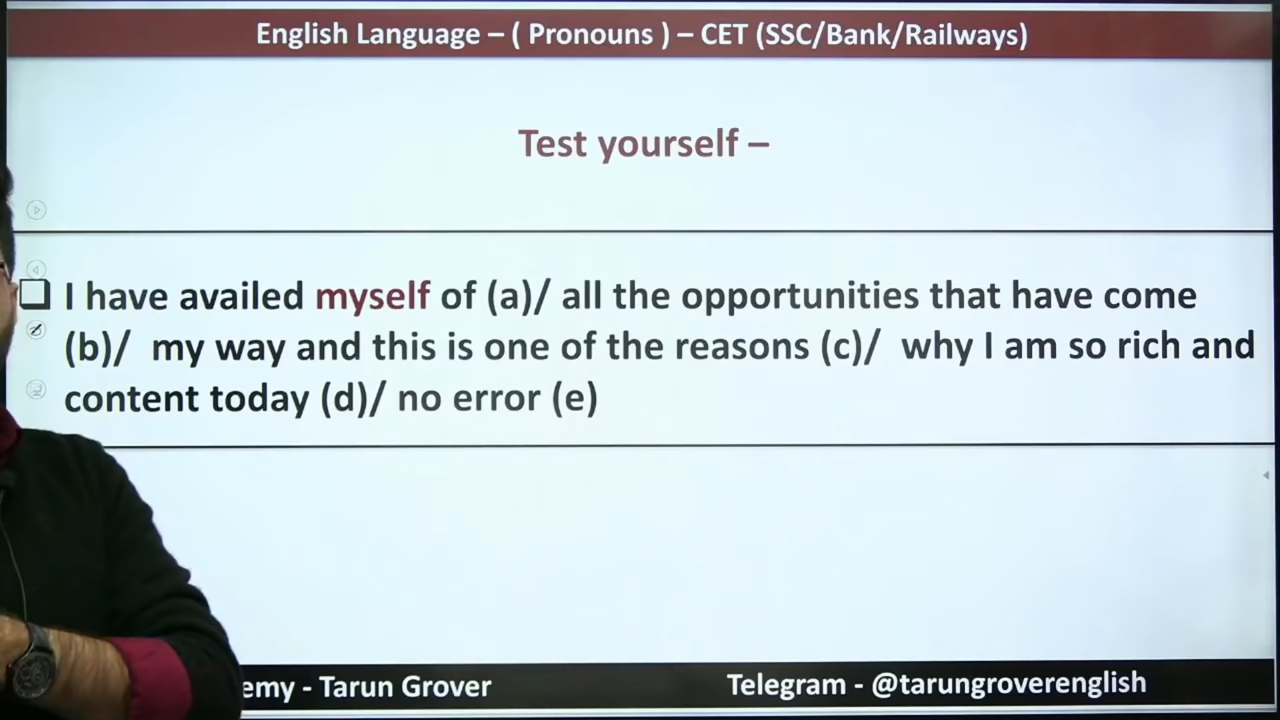 English Language – ( Pronouns ) – CET (SSC/Bank/Railways)
Test yourself –
I have availed myself of (a)/ all the opportunities that have come
(b)/ my way and this is one of the reasons (c)/ why I am so rich and
content today (d)/ no error (e)
emy - Tarun Grover
Telegram - @tarungroverenglish